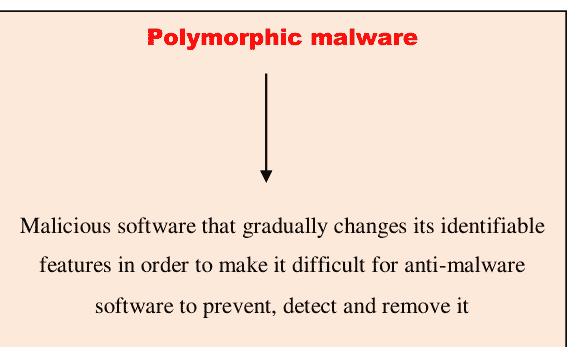 Polymorphic malware
Malicious software that gradually changes its identifiable
features in order to make it difficult for anti-malware
software to prevent, detect and remove it